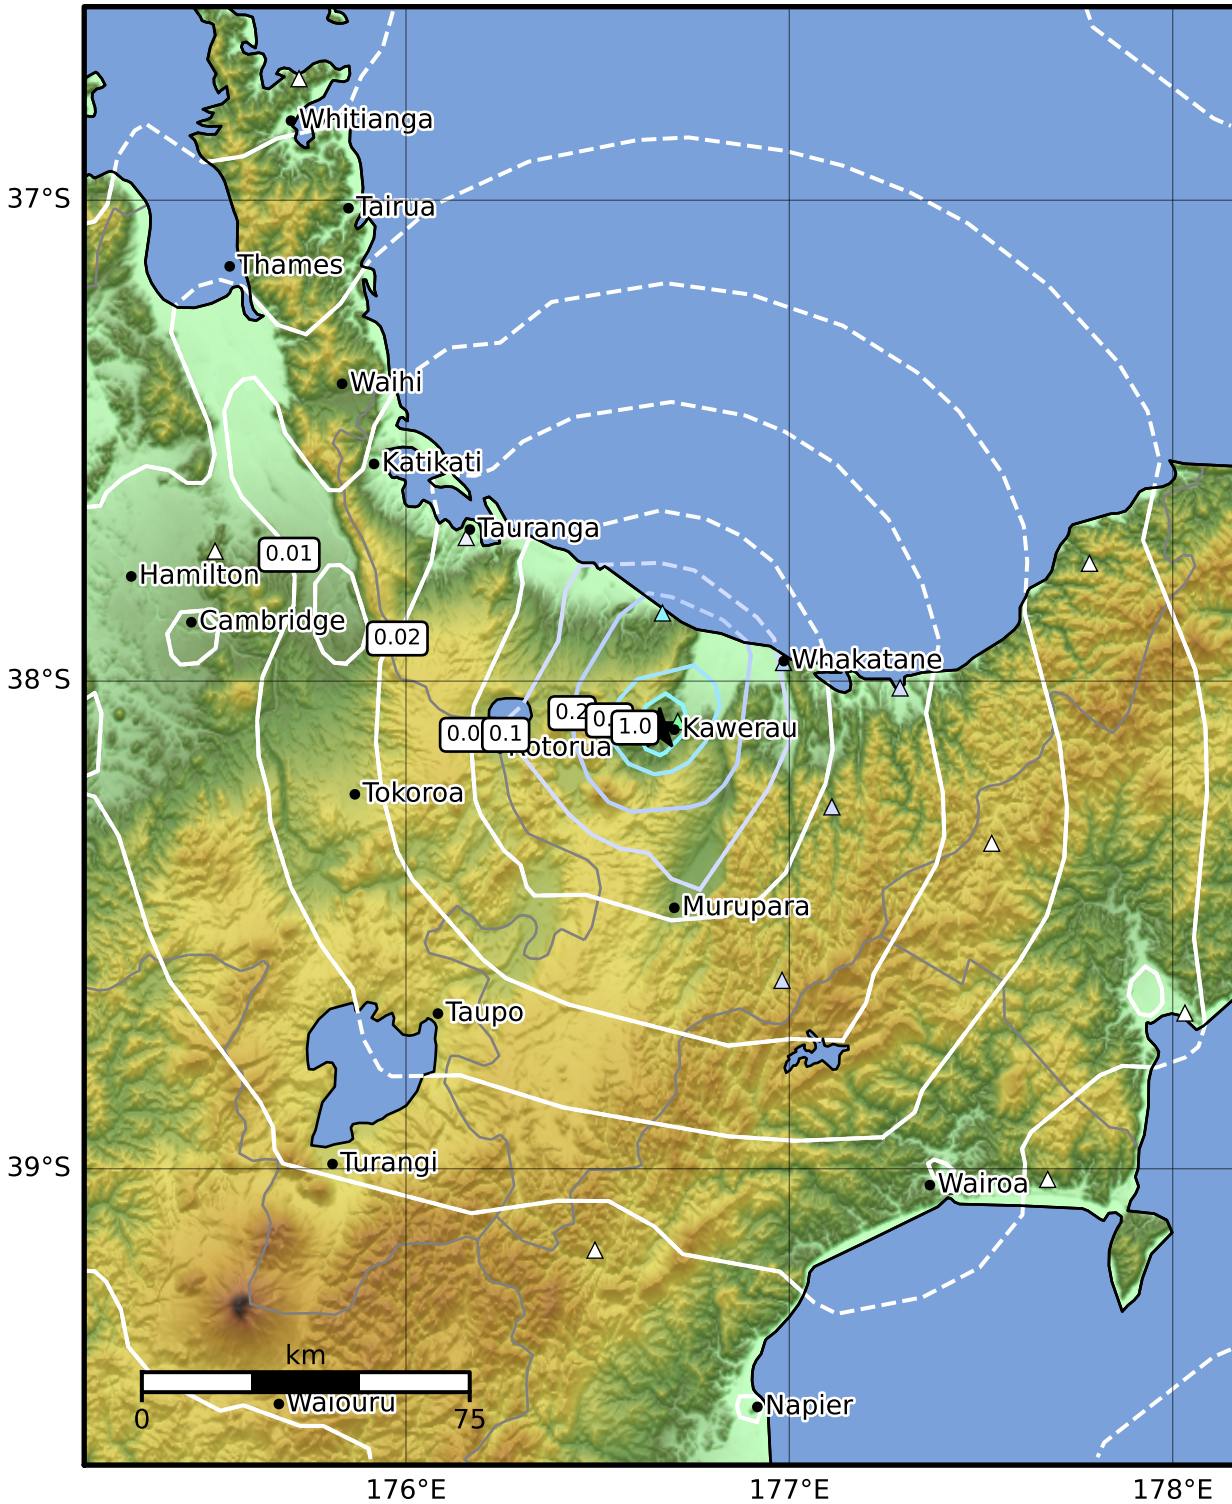 Whitianga
37°S
Tairua
Thames
Waihi
Katikati
Tauranga
0.01
Hamilton
Cambridge
0.02
Whakatane
38°S
0.2
1.0
Kawerau
0.1
Tokoroa
Murupara
Taupo
Turangi
39°S
Wairoa
km
0
75
Waiouru
Napier
176°E
177°E
178°E